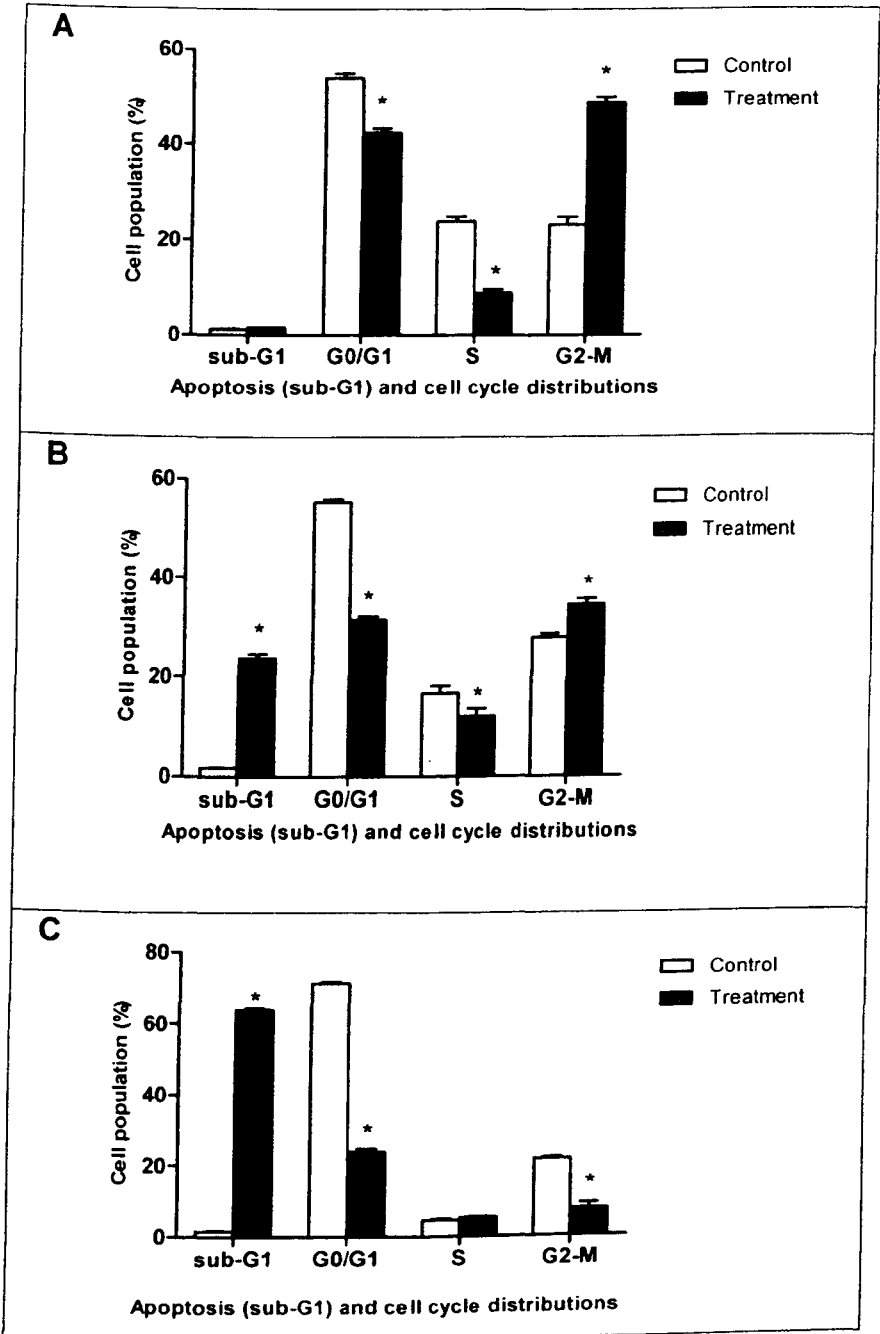 A
60
40
20
0
Cell population (%)
Control
Treatment
*
*
*
sub-G1 G0/G1 S G2-M
Apoptosis (sub-G1) and cell cycle distributions
B
60
40
20
0
Cell population (%)
Control
Treatment
*
*
*
*
sub-G1 G0/G1 S G2-M
Apoptosis (sub-G1) and cell cycle distributions
C
80
60
40
20
0
Cell population (%)
Control
Treatment
*
*
*
sub-G1 G0/G1 S G2-M
Apoptosis (sub-G1) and cell cycle distributions